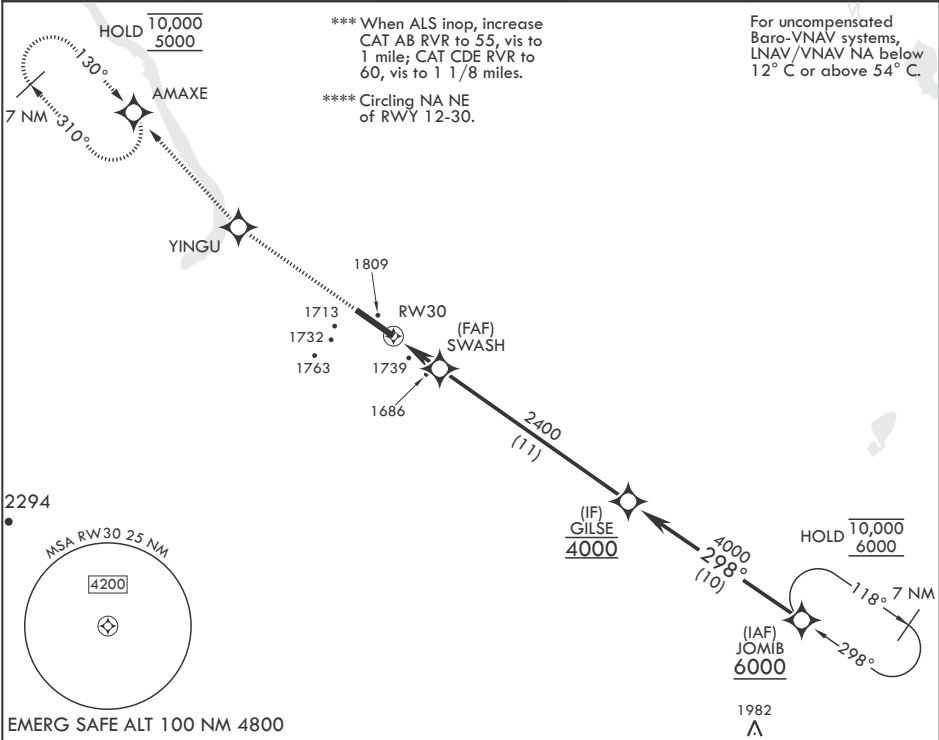 HOLD 10,000
5000
*** When ALS inop, increase
CAT AB RVR to 55, vis to
1 mile; CAT CDE RVR to
60, vis to 1 1/8 miles.
**** Circling NA NE
of RWY 12-30.
For uncompensated
Baro-VNAV systems,
LNAV/VNAV NA below
12° C or above 54° C.
130°
AMAXE
7 NM
310°
YINGU
1809
1713
RW30
1732
(FAF)
SWASH
1763
1739
1686
2400
(11)
2294
(IF)
GILSE
4000
4000
298°
(10)
HOLD 10,000
6000
118°
7 NM
298°
(IAF)
JOMIB
6000
MSA RW30 25 NM
4200
1982
EMERG SAFE ALT 100 NM 4800